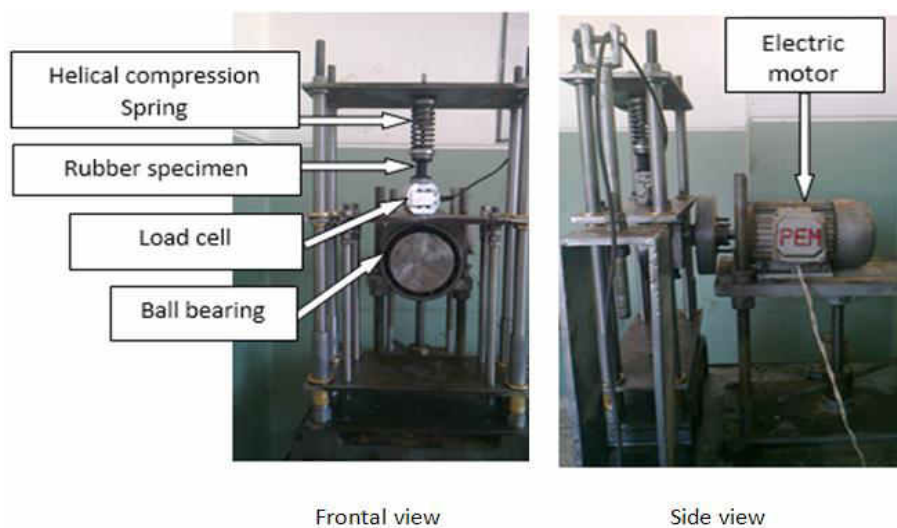 Helical compression
Spring
Rubber specimen
Load cell
Ball bearing
Electric
motor
PEM
Frontal view
Side view